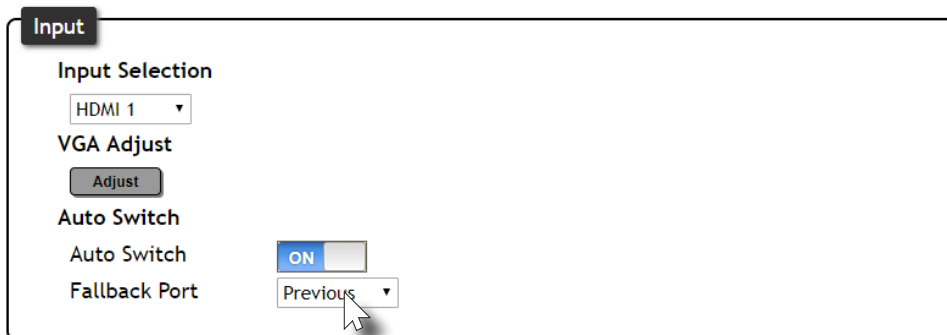 Input
Input Selection
HDMI 1
VGA Adjust
Adjust
Auto Switch
Auto Switch ON
Fallback Port Previous